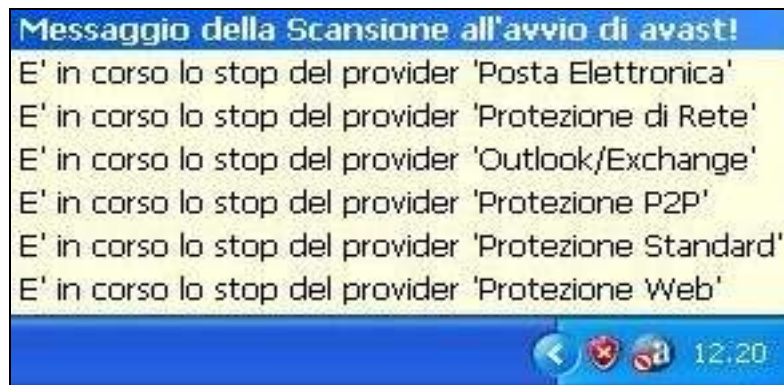 Messaggio della Scansione all'avvio di avast!
E' in corso lo stop del provider 'Posta Elettronica'
E' in corso lo stop del provider 'Protezione di Rete'
E' in corso lo stop del provider 'Outlook/Exchange'
E' in corso lo stop del provider 'Protezione P2P'
E' in corso lo stop del provider 'Protezione Standard'
E' in corso lo stop del provider 'Protezione Web'
12.20